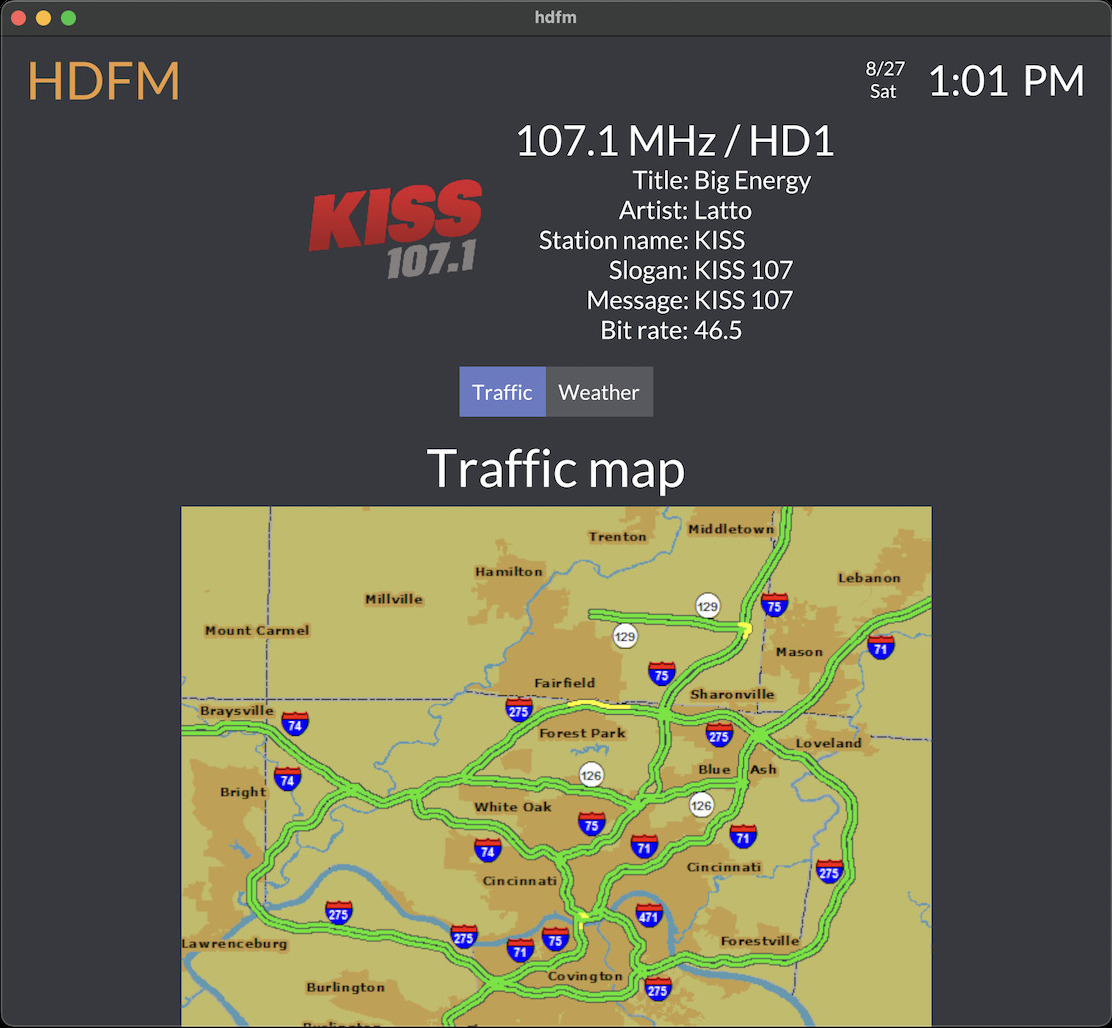 hdfm
HDFM
8/27
Sat
1:01 PM
107.1 MHz / HD1
KISS
107.1
Title: Big Energy
Artist: Latto
Station name: KISS
Slogan: KISS 107
Message: KISS 107
Bit rate: 46.5
Traffic
Weather
Traffic map
Trenton
Middletown
Hamilton
Lebanon
Millville
129
75
Mount Carmel
129
71
Mason
75
Fairfield
Sharonville
Braysville
74
275
Forest Park
275
Loveland
74
Bright
126
Blue Ash
White Oak
126
75
74
71
71
Cincinnati
Cincinnati
275
275
471
Lawrenceburg
275
71
75
Forestville
Burlington
Covington
275
Burlington